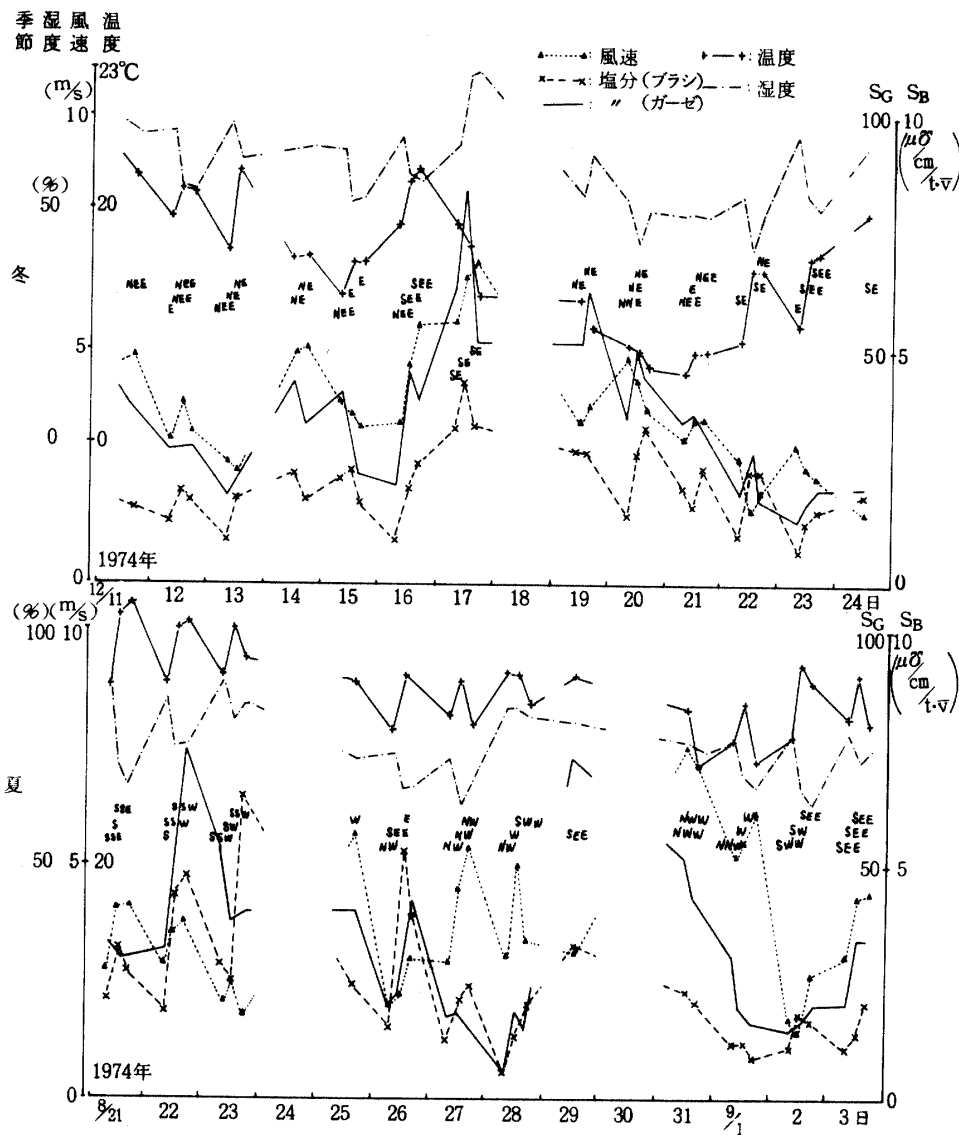 季節 湿度 風速 温度
風速 温度
塩分(ブラシ) 湿度
〃 (ガーゼ)
(m/s) 23℃
10
(%)
50 20
冬
5
0 0
0
SG SB
100 10
(μ℧/cm/t·v̄)
50 5
0
NEE E NEE NEE NEE NE NE
NE NE NEE E E NEE SEE SEE SE SE SE
NE NE NNE NE NE NEE E NEE SE NE SE E SEE SEE SE
1974年
12/11 12 13 14 15 16 17 18 19 20 21 22 23 24日
(%)(m/s)
100 10
夏
50 5 20
0
SG SB
100 10
(μ℧/cm/t·v̄)
50 5
0
SSE S SSE S SSW SSW SSW SW SSW
W NW SEE E NW NW NW NW W SWW SEE
NWW NWW NNW W W SWW SW SEE SEE SEE SEE
1974年
8/21 22 23 24 25 26 27 28 29 30 31 9/1 2 3日